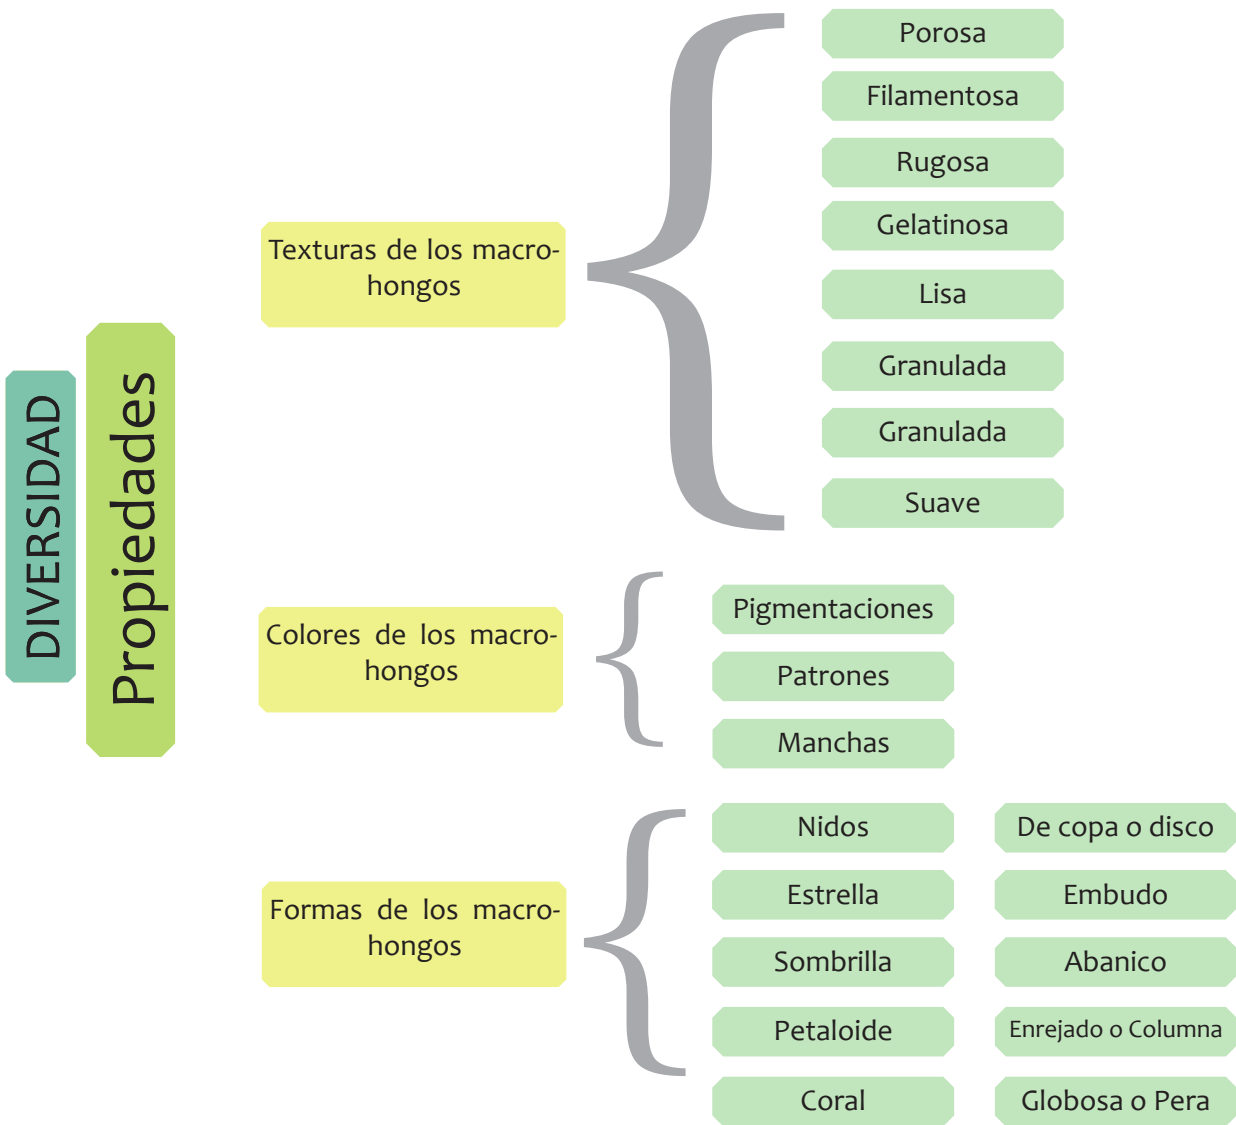 DIVERSIDAD
Propiedades
Texturas de los macro-
hongos
Porosa
Filamentosa
Rugosa
Gelatinosa
Lisa
Granulada
Granulada
Suave
Colores de los macro-
hongos
Pigmentaciones
Patrones
Manchas
Formas de los macro-
hongos
Nidos
De copa o disco
Estrella
Embudo
Sombrilla
Abanico
Petaloide
Enrejado o Columna
Coral
Globosa o Pera